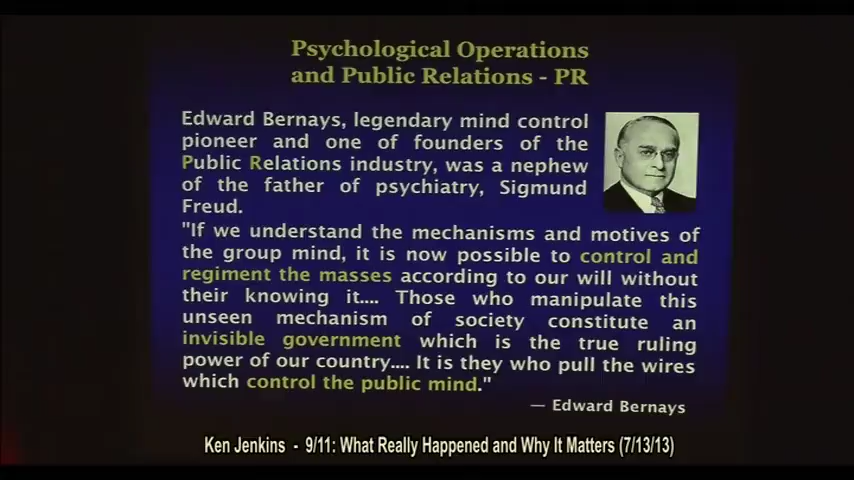 Psychological Operations
and Public Relations - PR
Edward Bernays, legendary mind control
pioneer and one of founders of the
Public Relations industry, was a nephew
of the father of psychiatry, Sigmund
Freud.
"If we understand the mechanisms and motives of
the group mind, it is now possible to control and
regiment the masses according to our will without
their knowing it.... Those who manipulate this
unseen mechanism of society constitute an
invisible government which is the true ruling
power of our country.... It is they who pull the wires
which control the public mind."
— Edward Bernays
Ken Jenkins - 9/11: What Really Happened and Why It Matters (7/13/13)